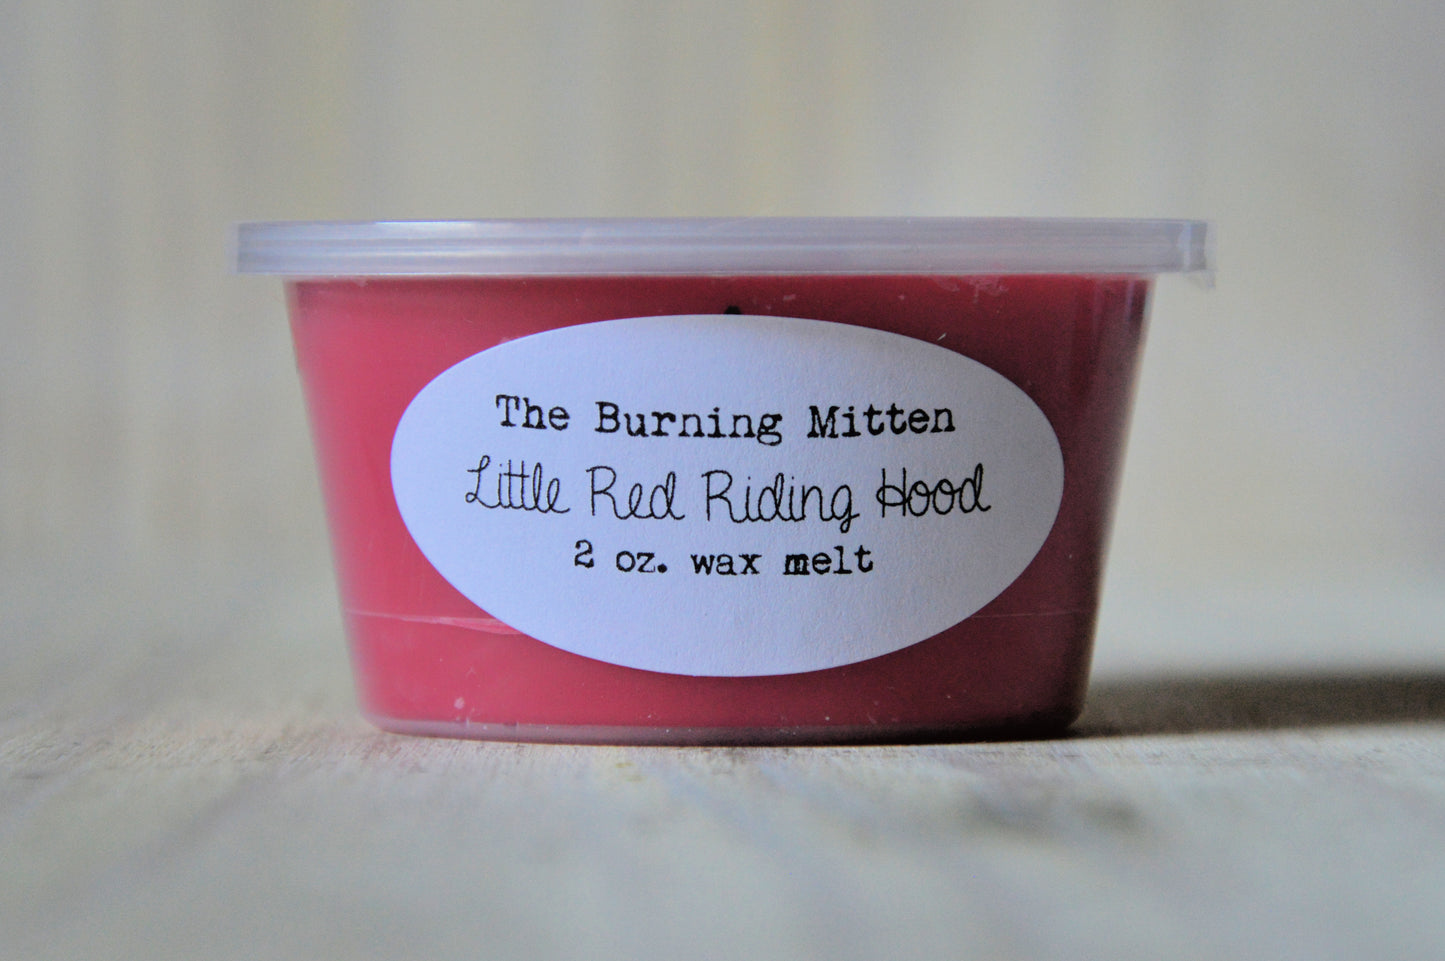 The Burning Mitten
Little Red Riding Hood
2 oz. wax melt